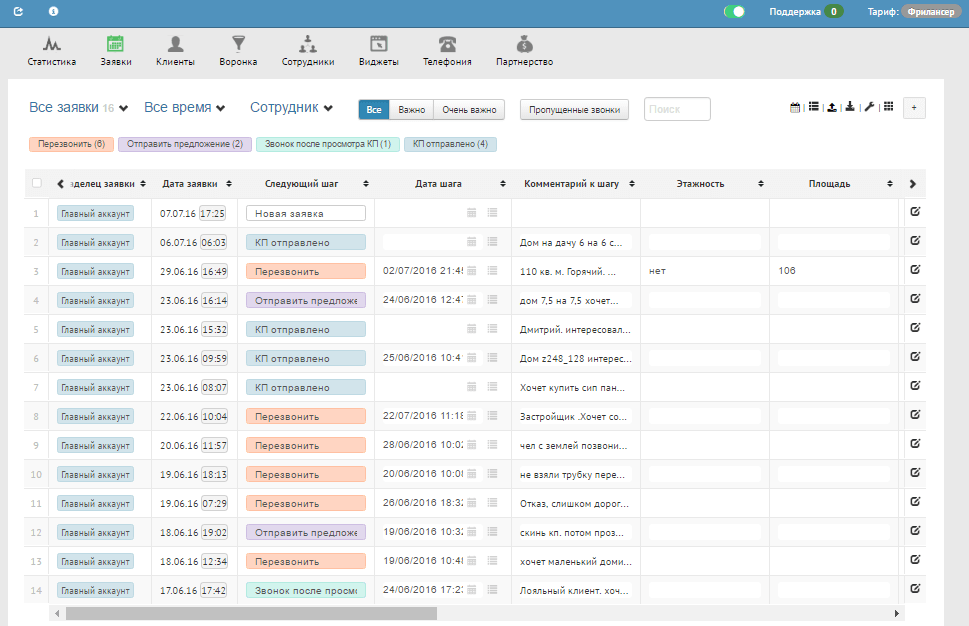 Поддержка 0 Тариф: Фрилансер
Статистика Заявки Клиенты Воронка Сотрудники Виджеты Телефония Партнерство
Все заявки 16 Все время Сотрудник Все Важно Очень важно Пропущенные звонки Поиск +
Перезвонить (6) Отправить предложение (2) Звонок после просмотра КП (1) КП отправлено (4)
аделец заявки Дата заявки Следующий шаг Дата шага Комментарий к шагу Этажность Площадь
1 Главный аккаунт 07.07.16 17:25 Новая заявка
2 Главный аккаунт 06.07.16 06:03 КП отправлено Дом на дачу 6 на 6 с...
3 Главный аккаунт 29.06.16 16:49 Перезвонить 02/07/2016 21:4 110 кв. м. Горячий. ... нет 106
4 Главный аккаунт 23.06.16 16:14 Отправить предложе 24/06/2016 12:4 дом 7,5 на 7,5 хочет...
5 Главный аккаунт 23.06.16 15:32 КП отправлено Дмитрий. интересовал...
6 Главный аккаунт 23.06.16 09:59 КП отправлено 25/06/2016 10:4 Дом z248_128 интерес...
7 Главный аккаунт 23.06.16 08:07 КП отправлено Хочет купить сип пан...
8 Главный аккаунт 22.06.16 10:04 Перезвонить 22/07/2016 11:18 Застройщик .Хочет со...
9 Главный аккаунт 20.06.16 11:57 Перезвонить 28/06/2016 10:02 чел с землей позвони...
10 Главный аккаунт 19.06.16 18:13 Перезвонить 20/06/2016 10:08 не взяли трубку пере...
11 Главный аккаунт 19.06.16 07:29 Перезвонить 26/06/2016 18:32 Отказ, слишком дорог...
12 Главный аккаунт 18.06.16 19:02 Отправить предложе 19/06/2016 10:32 скинь кп. потом проз...
13 Главный аккаунт 18.06.16 12:34 Перезвонить 19/06/2016 10:48 хочет маленький доми...
14 Главный аккаунт 17.06.16 17:42 Звонок после просм 24/06/2016 17:2 Лояльный клиент. хоч...